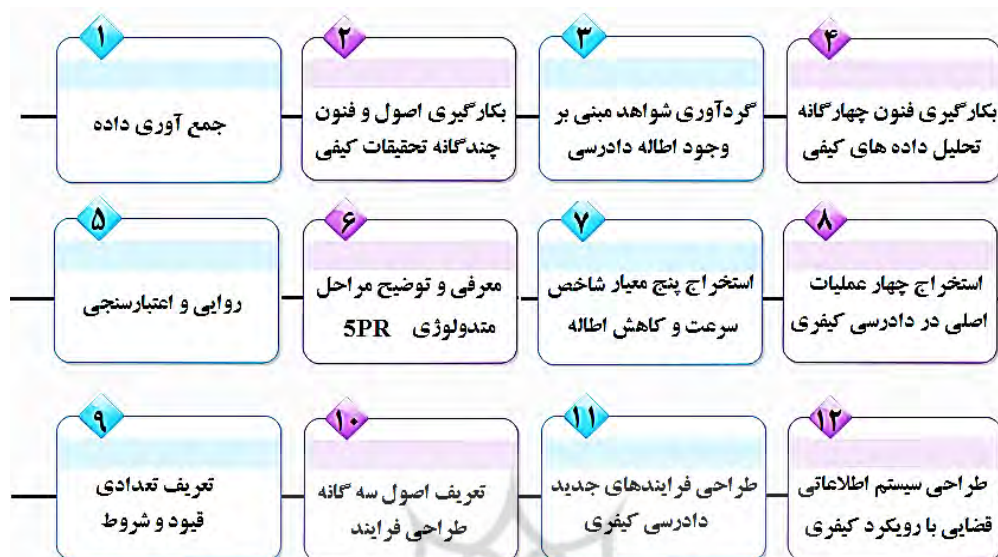 ۱
جمع آوری داده
۲
بکارگیری اصول و فنون
چندگانه تحقیقات کیفی
۳
گردآوری شواهد مبنی بر
وجود اطاله دادرسی
۴
بکارگیری فنون چهارگانه
تحلیل داده های کیفی
۵
روایی و اعتبارسنجی
۶
معرفی و توضیح مراحل
متدولوژی 5PR
۷
استخراج پنج معیار شاخص
سرعت و کاهش اطاله
۸
استخراج چهار عملیات
اصلی در دادرسی کیفری
۹
تعریف تعدادی
قیود و شروط
۱۰
تعریف اصول سه گانه
طراحی فرایند
۱۱
طراحی فرایندهای جدید
دادرسی کیفری
۱۲
طراحی سیستم اطلاعاتی
قضایی با رویکرد کیفری